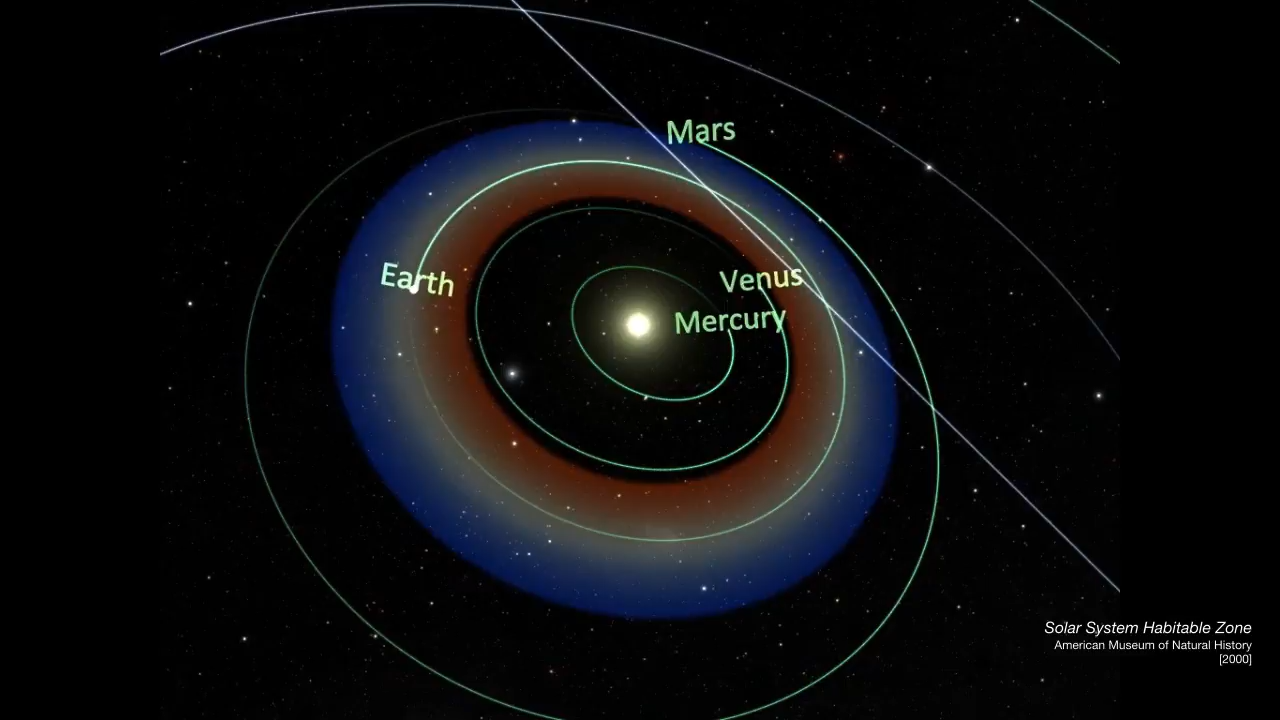 Mars
Earth
Venus
Mercury
Solar System Habitable Zone
American Museum of Natural History
[2000]